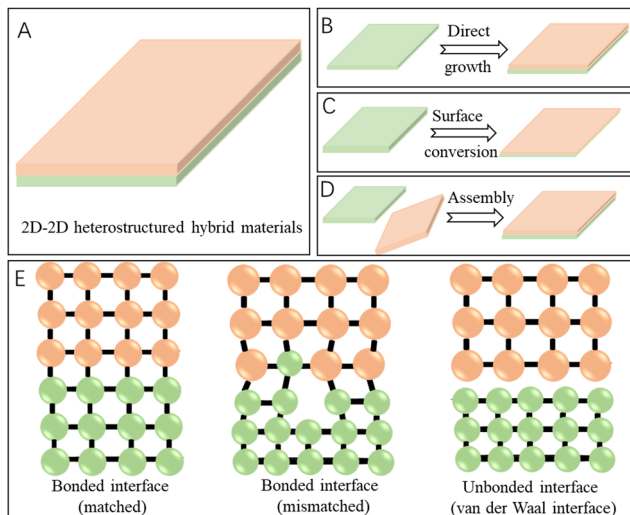 A
2D-2D heterostructured hybrid materials
B
Direct
growth
C
Surface
conversion
D
Assembly
E
Bonded interface
(matched)
Bonded interface
(mismatched)
Unbonded interface
(van der Waal interface)